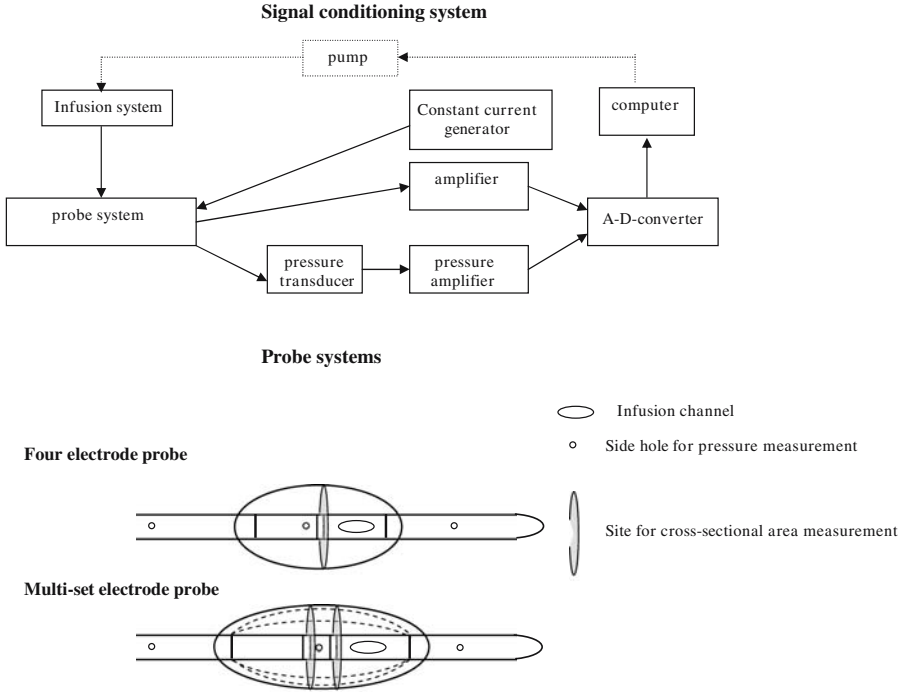 Signal conditioning system
pump
Infusion system
Constant current
generator
computer
amplifier
probe system
A-D-converter
pressure
transducer
pressure
amplifier
Probe systems
Infusion channel
Side hole for pressure measurement
Four electrode probe
Site for cross-sectional area measurement
Multi-set electrode probe